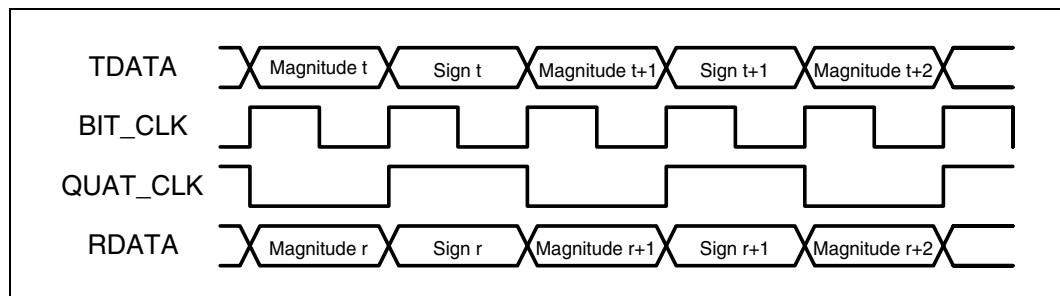 TDATA Magnitude t Sign t Magnitude t+1 Sign t+1 Magnitude t+2
BIT_CLK
QUAT_CLK
RDATA Magnitude r Sign r Magnitude r+1 Sign r+1 Magnitude r+2